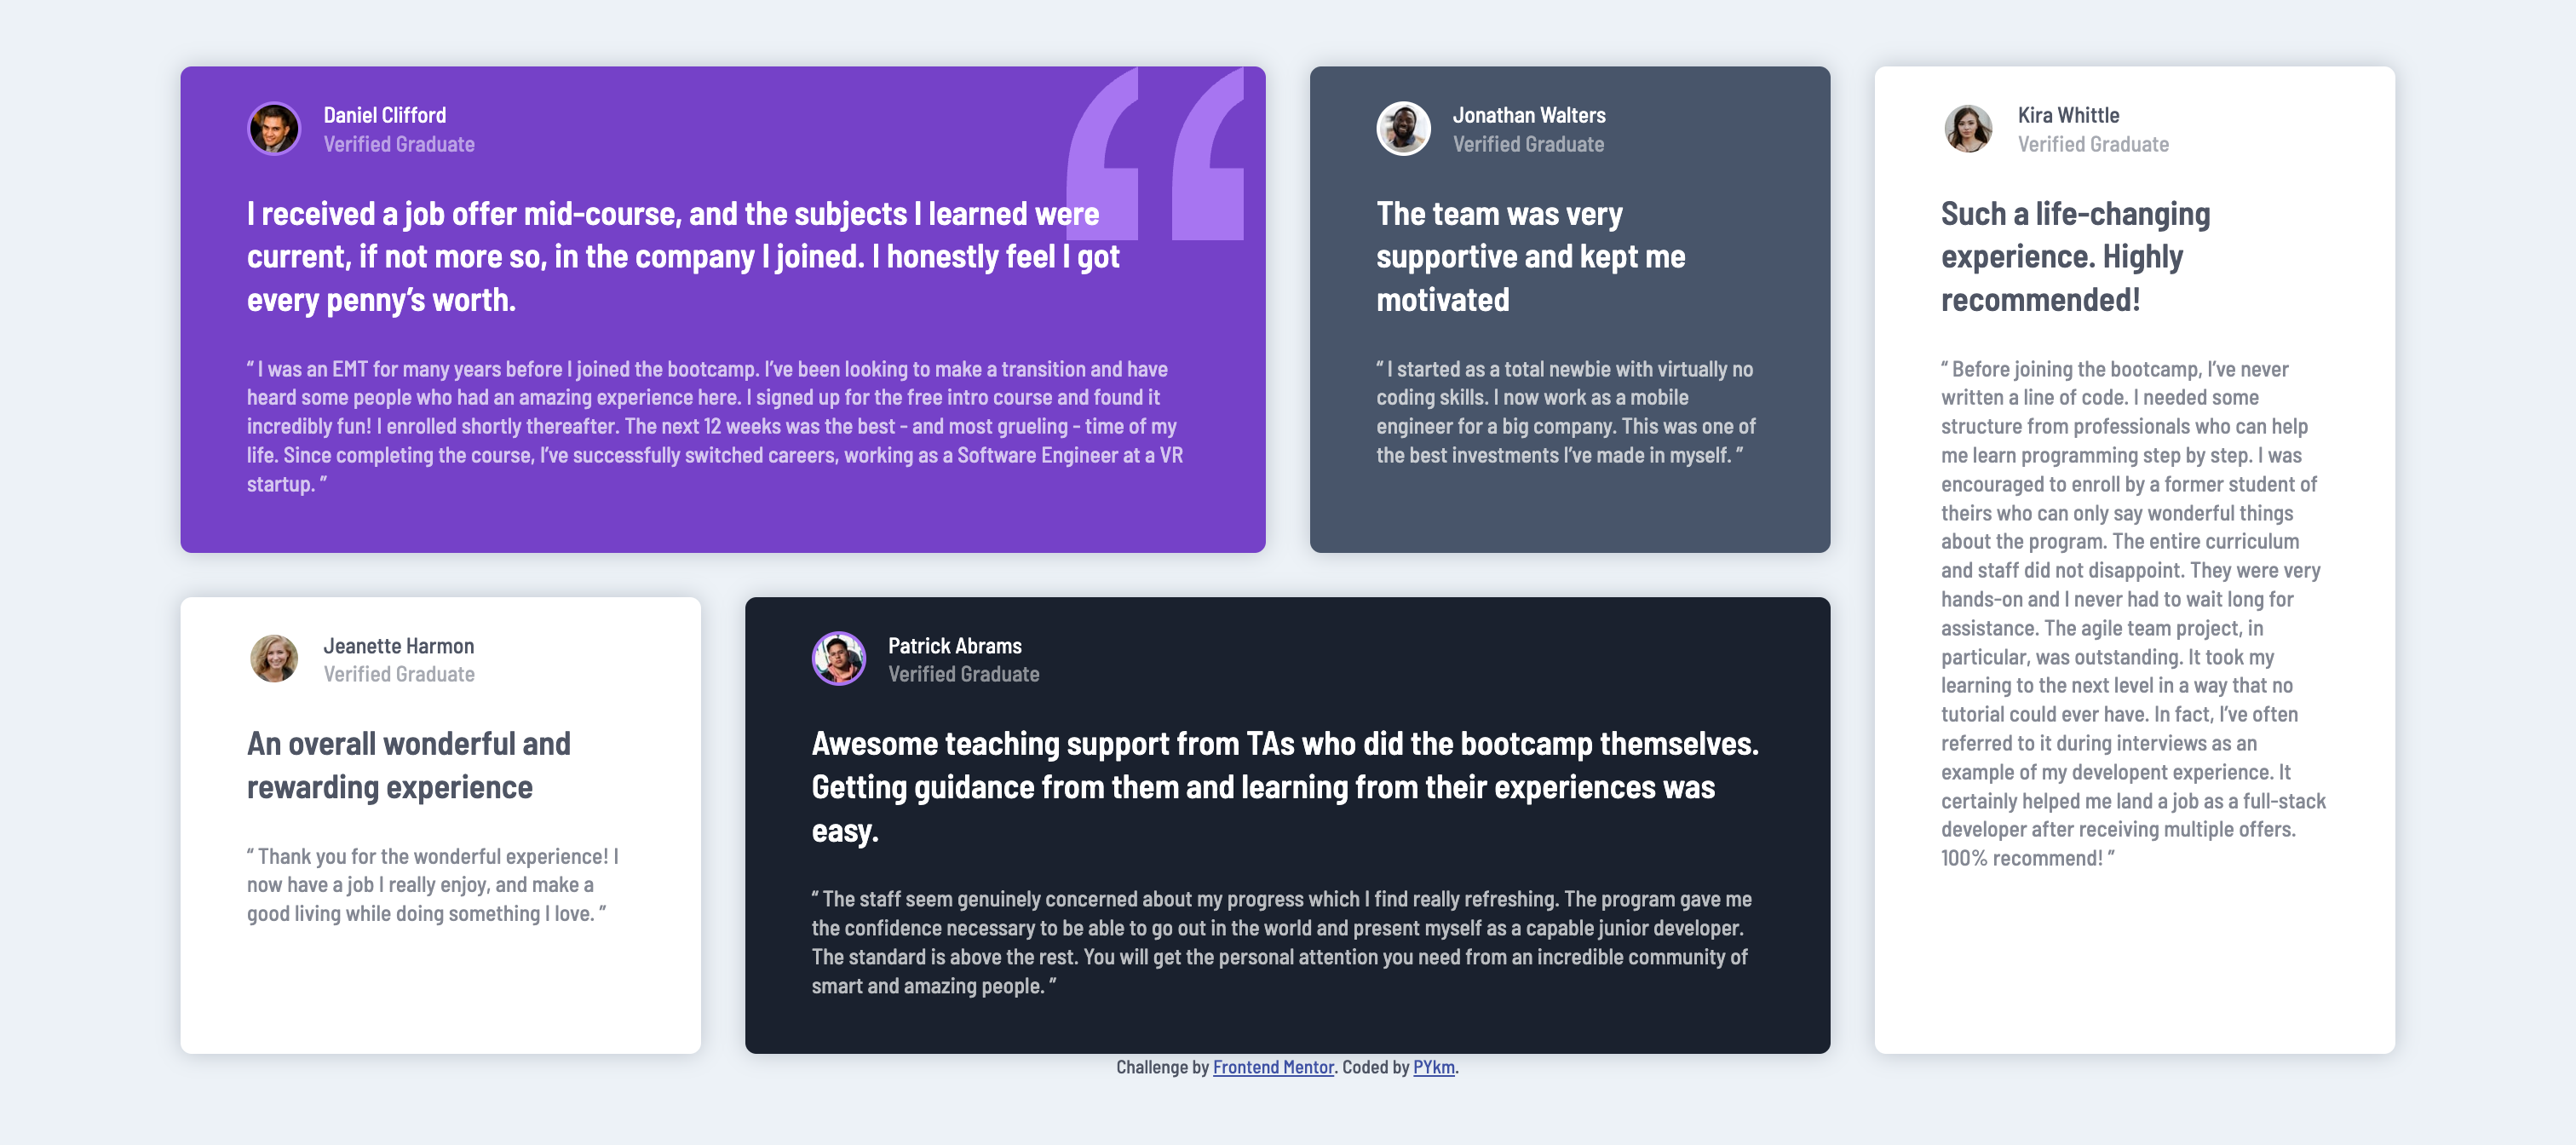 Daniel Clifford
Verified Graduate
I received a job offer mid-course, and the subjects I learned were
current, if not more so, in the company I joined. I honestly feel I got
every penny’s worth.
“ I was an EMT for many years before I joined the bootcamp. I’ve been looking to make a transition and have
heard some people who had an amazing experience here. I signed up for the free intro course and found it
incredibly fun! I enrolled shortly thereafter. The next 12 weeks was the best - and most grueling - time of my
life. Since completing the course, I’ve successfully switched careers, working as a Software Engineer at a VR
startup. ”
Jonathan Walters
Verified Graduate
The team was very
supportive and kept me
motivated
“ I started as a total newbie with virtually no
coding skills. I now work as a mobile
engineer for a big company. This was one of
the best investments I’ve made in myself. ”
Kira Whittle
Verified Graduate
Such a life-changing
experience. Highly
recommended!
“ Before joining the bootcamp, I’ve never
written a line of code. I needed some
structure from professionals who can help
me learn programming step by step. I was
encouraged to enroll by a former student of
theirs who can only say wonderful things
about the program. The entire curriculum
and staff did not disappoint. They were very
hands-on and I never had to wait long for
assistance. The agile team project, in
particular, was outstanding. It took my
learning to the next level in a way that no
tutorial could ever have. In fact, I’ve often
referred to it during interviews as an
example of my developent experience. It
certainly helped me land a job as a full-stack
developer after receiving multiple offers.
100% recommend! ”
Jeanette Harmon
Verified Graduate
An overall wonderful and
rewarding experience
“ Thank you for the wonderful experience! I
now have a job I really enjoy, and make a
good living while doing something I love. ”
Patrick Abrams
Verified Graduate
Awesome teaching support from TAs who did the bootcamp themselves.
Getting guidance from them and learning from their experiences was
easy.
“ The staff seem genuinely concerned about my progress which I find really refreshing. The program gave me
the confidence necessary to be able to go out in the world and present myself as a capable junior developer.
The standard is above the rest. You will get the personal attention you need from an incredible community of
smart and amazing people. ”
Challenge by Frontend Mentor. Coded by PYkm.